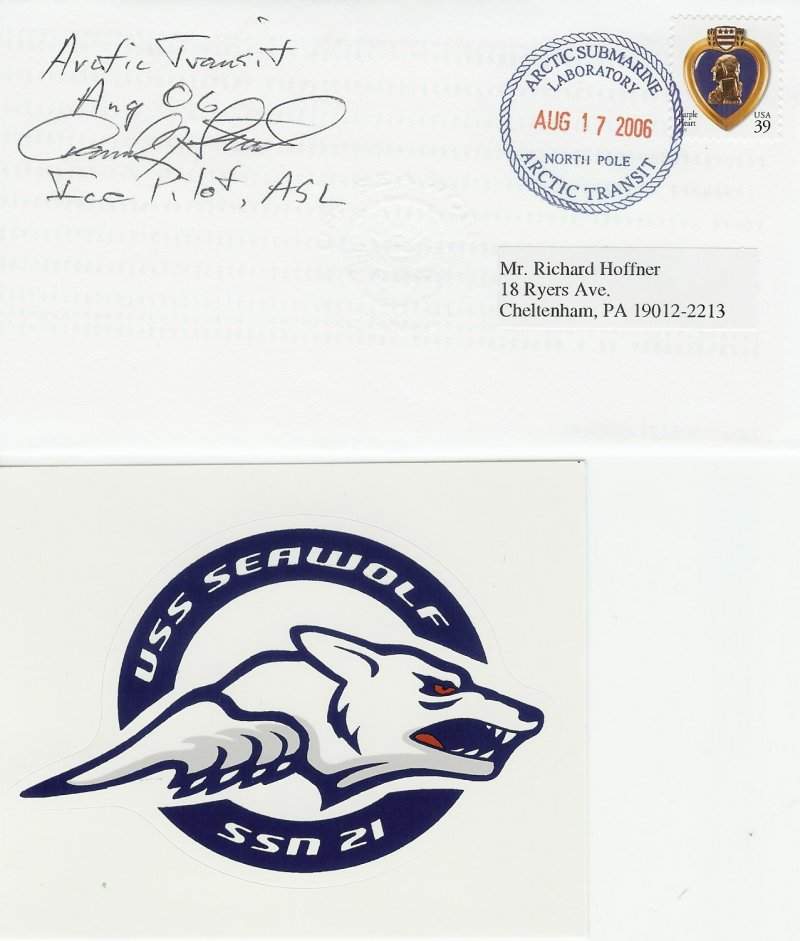 Arctic Transit
Aug 06
Ice Pilot, ASL
ARCTIC SUBMARINE
LABORATORY
AUG 17 2006
NORTH POLE
ARCTIC TRANSIT
Purple
Heart
USA
39
Mr. Richard Hoffner
18 Ryers Ave.
Cheltenham, PA 19012-2213
USS SEAWOLF
SSN 21